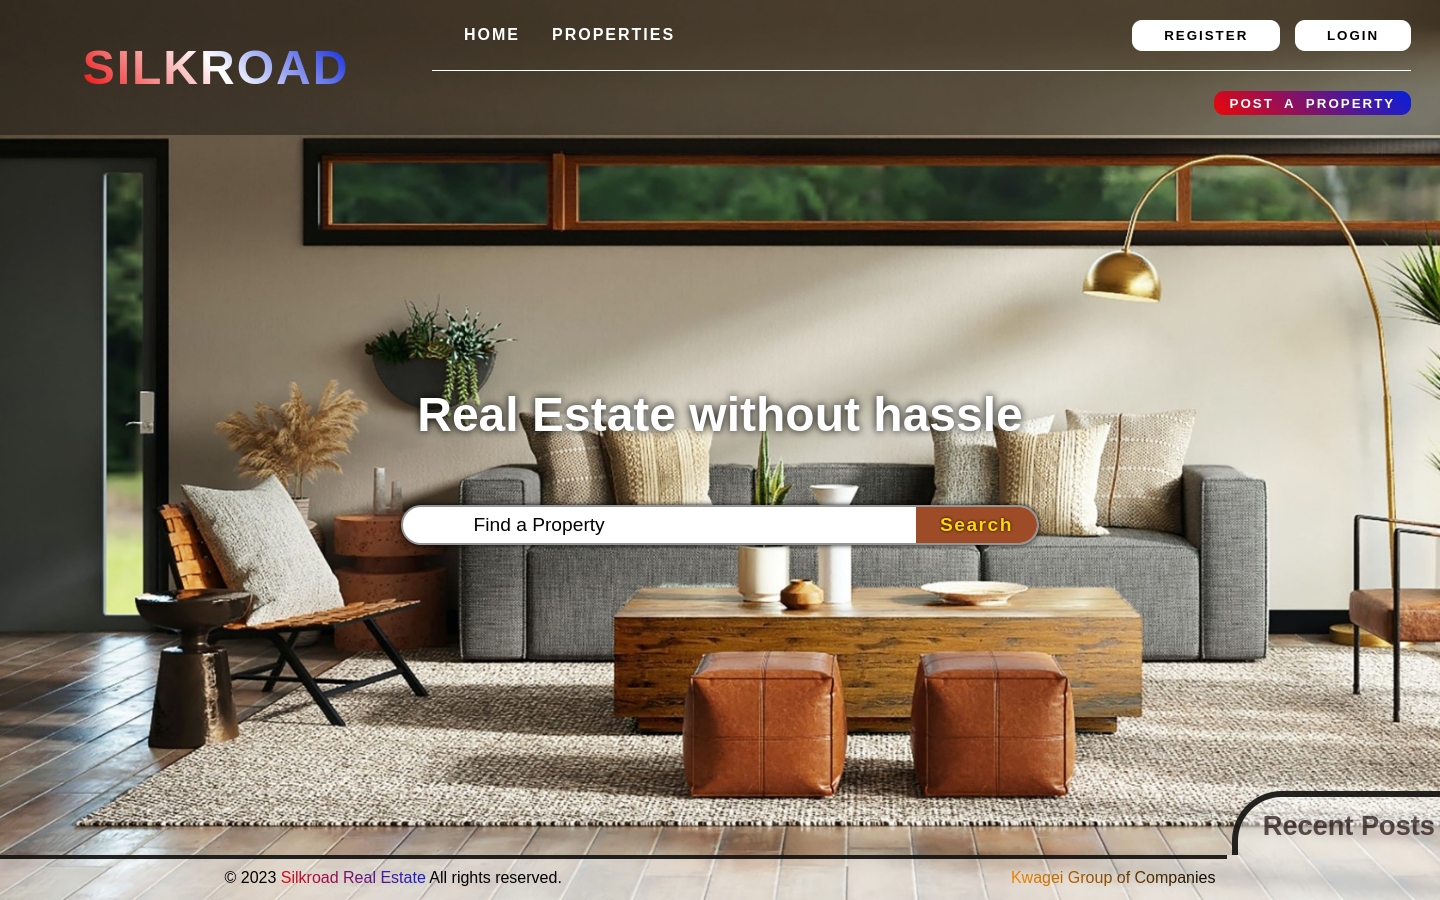 SILKROAD
HOME PROPERTIES
REGISTER LOGIN
POST A PROPERTY
Real Estate without hassle
Find a Property Search
Recent Posts
© 2023 Silkroad Real Estate All rights reserved.
Kwagei Group of Companies